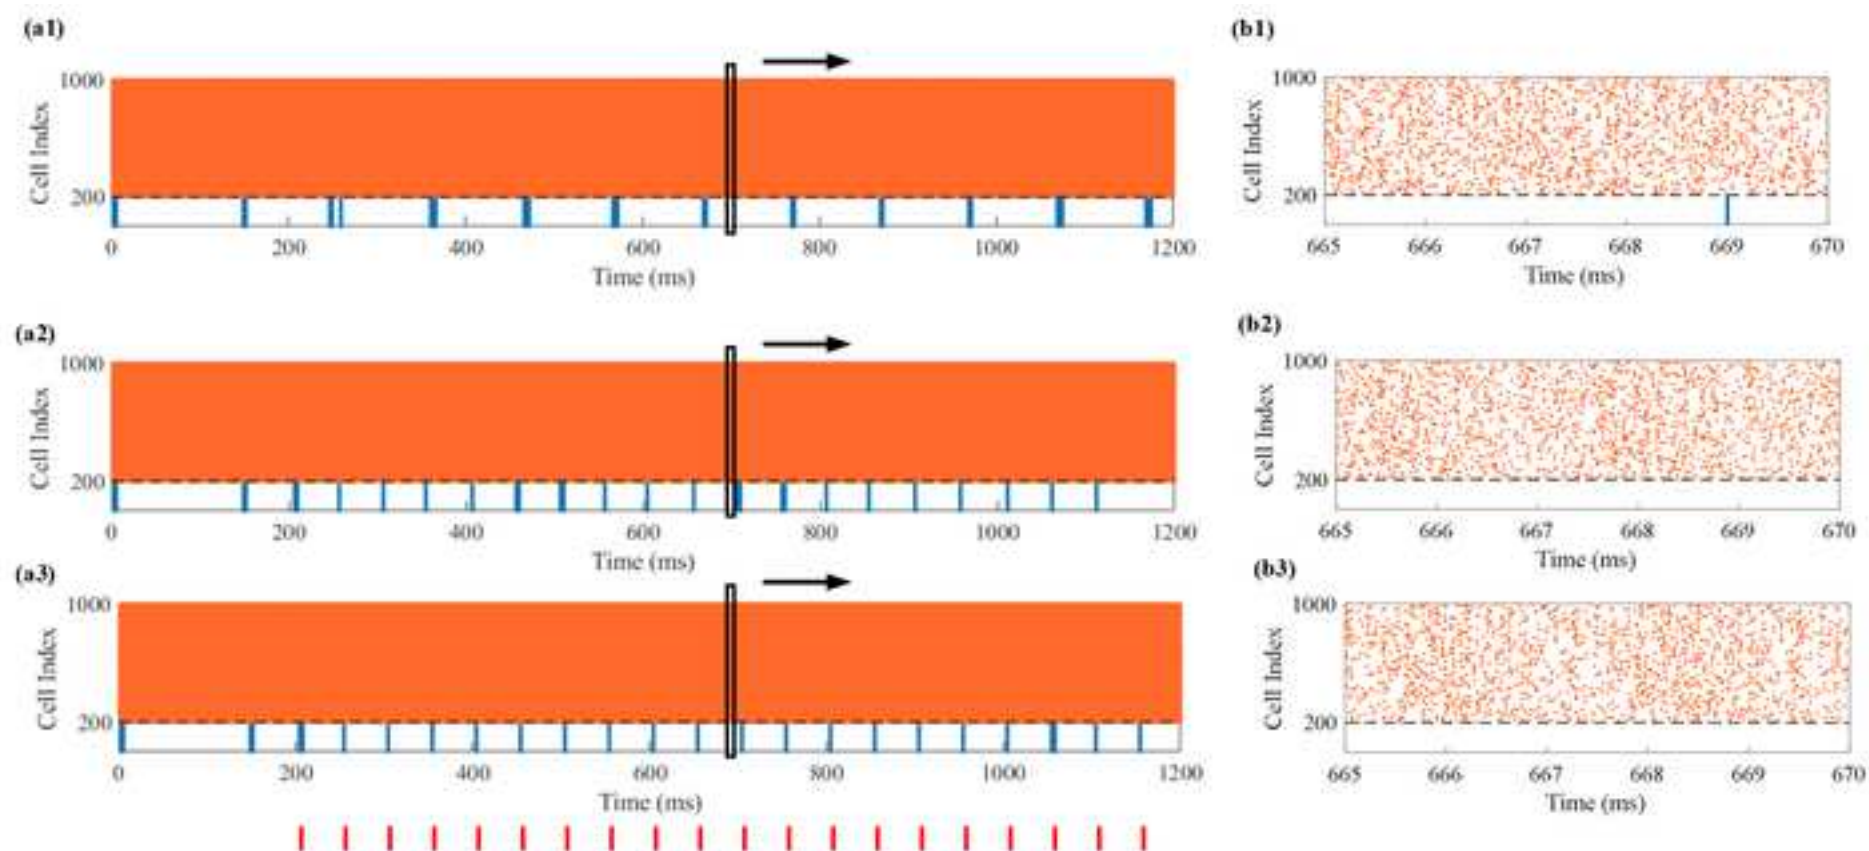 (a1)
1000
Cell Index
200
0 200 400 600 800 1000 1200
Time (ms)
(b1)
1000
Cell Index
200
665 666 667 668 669 670
Time (ms)
(a2)
1000
Cell Index
200
0 200 400 600 800 1000 1200
Time (ms)
(b2)
1000
Cell Index
200
665 666 667 668 669 670
Time (ms)
(a3)
1000
Cell Index
200
0 200 400 600 800 1000 1200
Time (ms)
(b3)
1000
Cell Index
200
665 666 667 668 669 670
Time (ms)